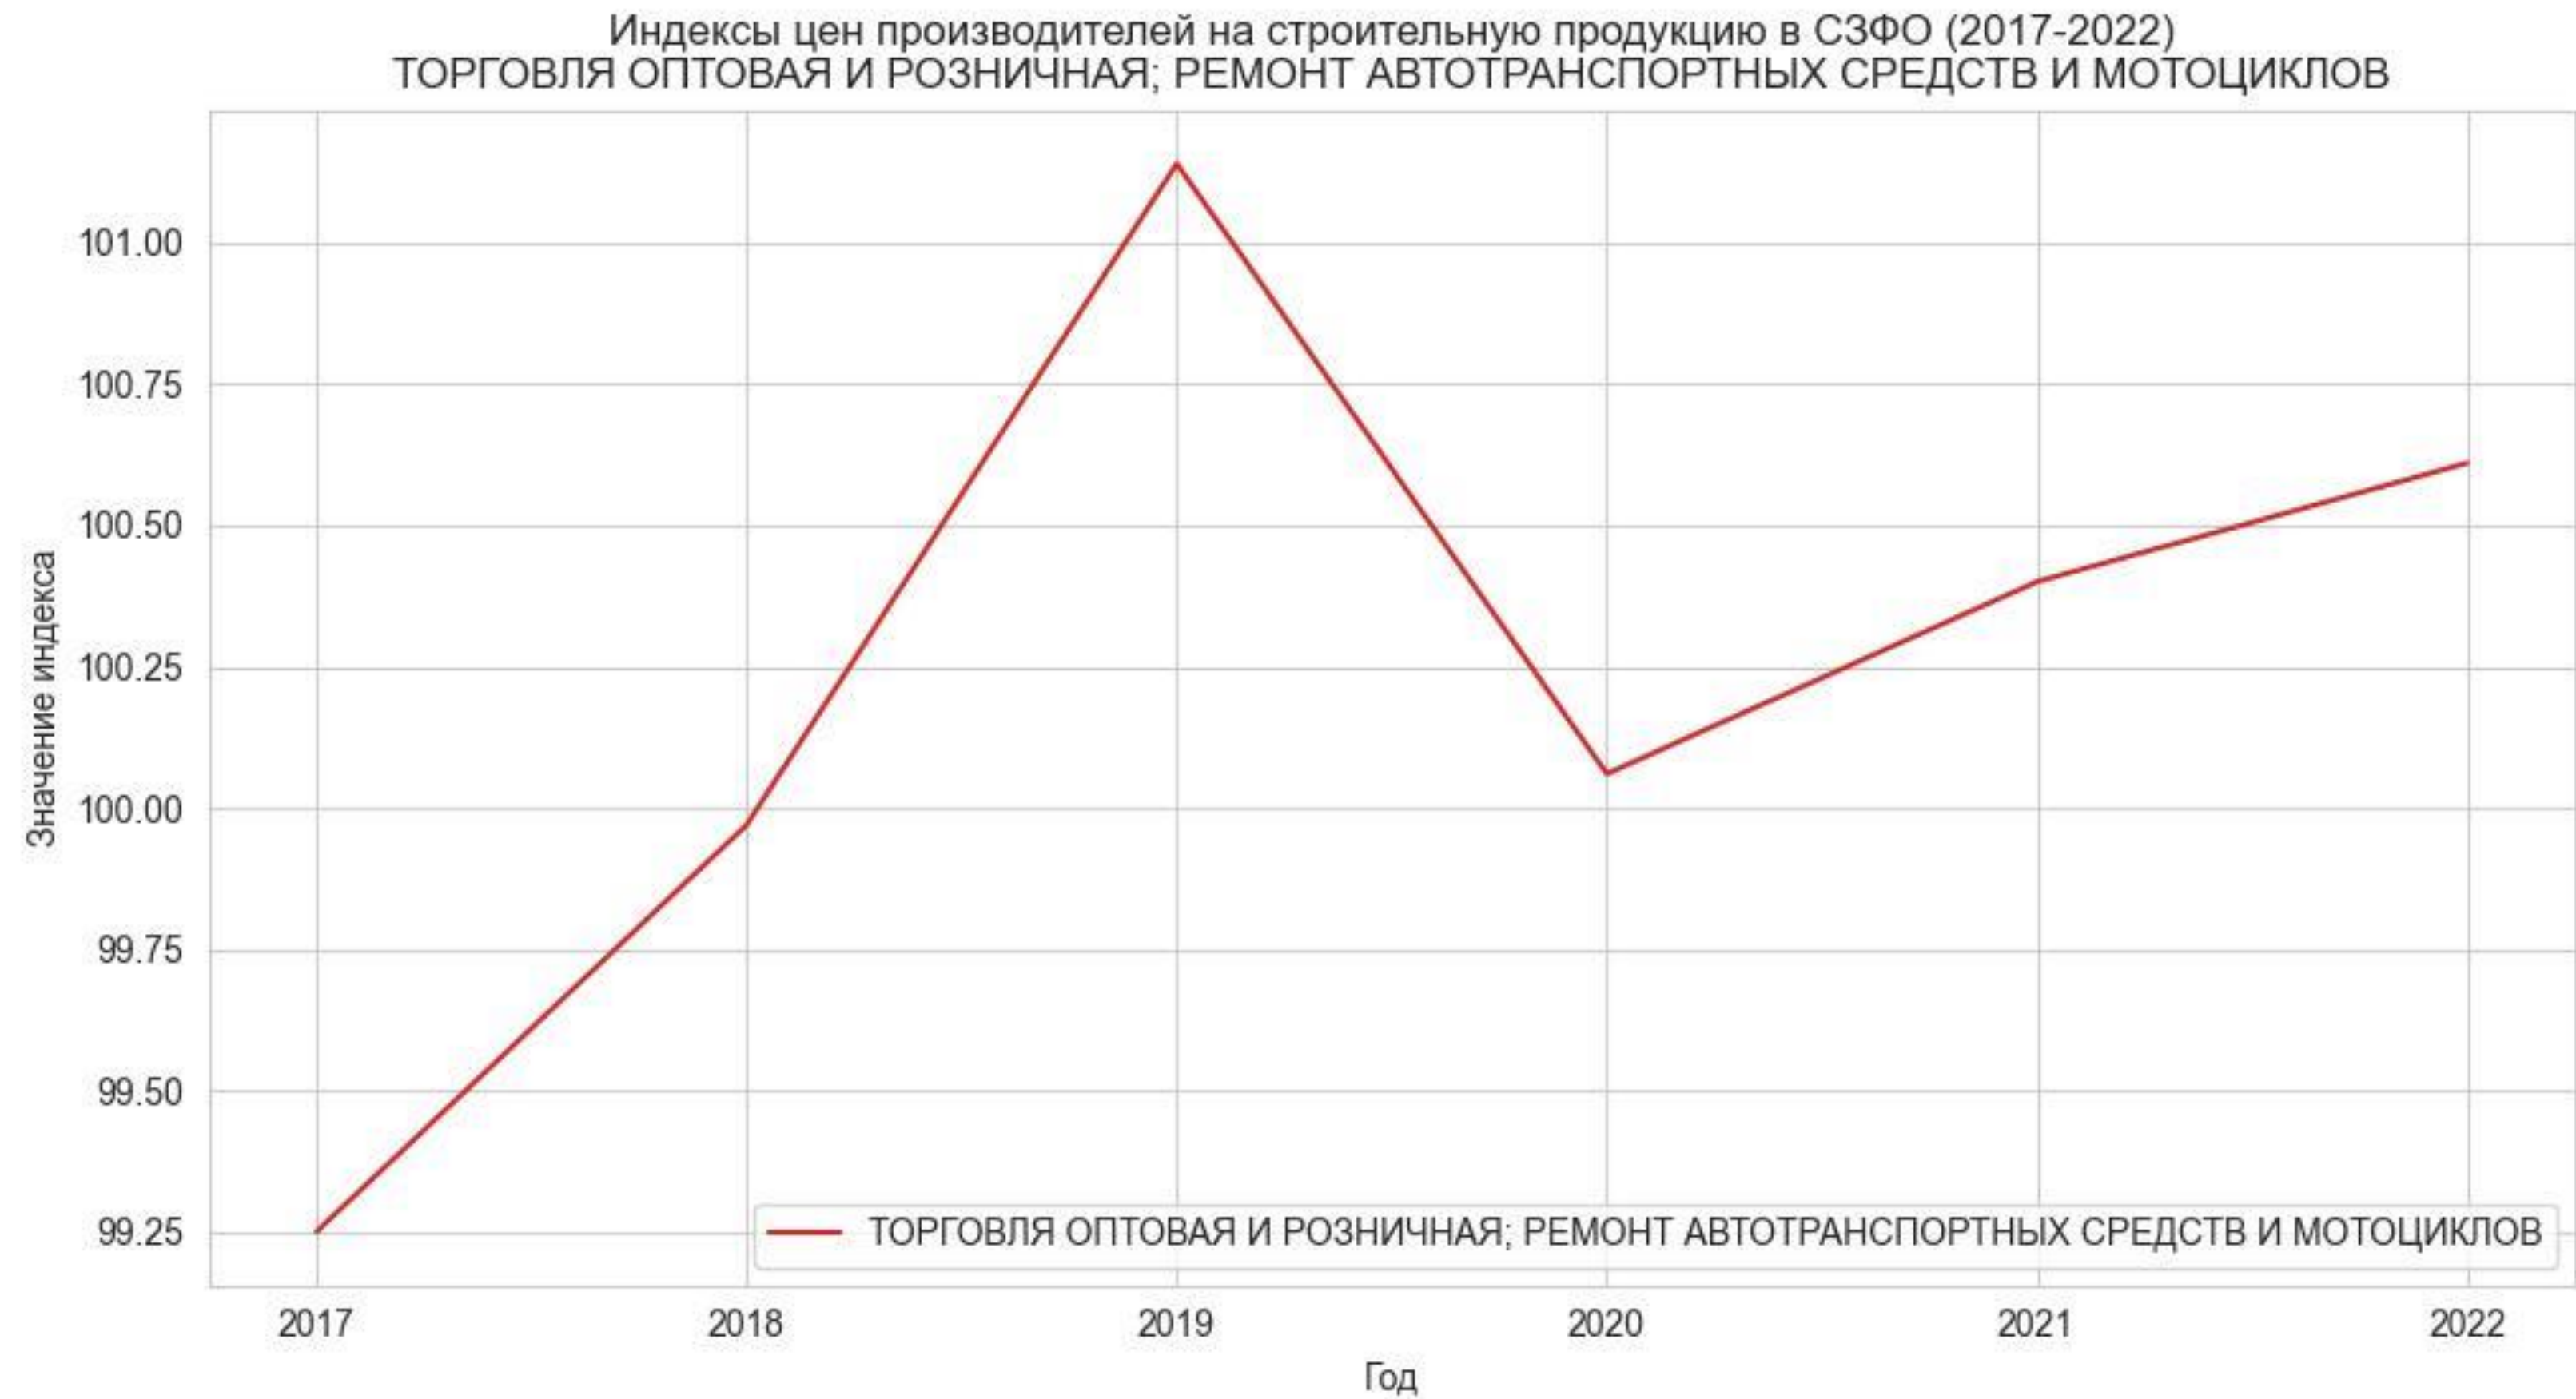 Индексы цен производителей на строительную продукцию в СЗФО (2017-2022)
ТОРГОВЛЯ ОПТОВАЯ И РОЗНИЧНАЯ; РЕМОНТ АВТОТРАНСПОРТНЫХ СРЕДСТВ И МОТОЦИКЛОВ
Значение индекса
101.00
100.75
100.50
100.25
100.00
99.75
99.50
99.25
ТОРГОВЛЯ ОПТОВАЯ И РОЗНИЧНАЯ; РЕМОНТ АВТОТРАНСПОРТНЫХ СРЕДСТВ И МОТОЦИКЛОВ
2017 2018 2019 2020 2021 2022
Год